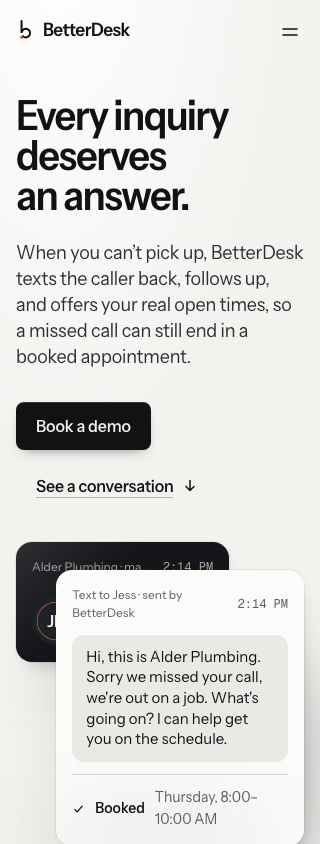 BetterDesk
Every inquiry
deserves
an answer.
When you can’t pick up, BetterDesk
texts the caller back, follows up,
and offers your real open times, so
a missed call can still end in a
booked appointment.
Book a demo
See a conversation ↓
Alder Plumbing · ma… 2:14 PM
Text to Jess · sent by
BetterDesk
2:14 PM
Hi, this is Alder Plumbing.
Sorry we missed your call,
we're out on a job. What's
going on? I can help get
you on the schedule.
✓ Booked
Thursday, 8:00–
10:00 AM